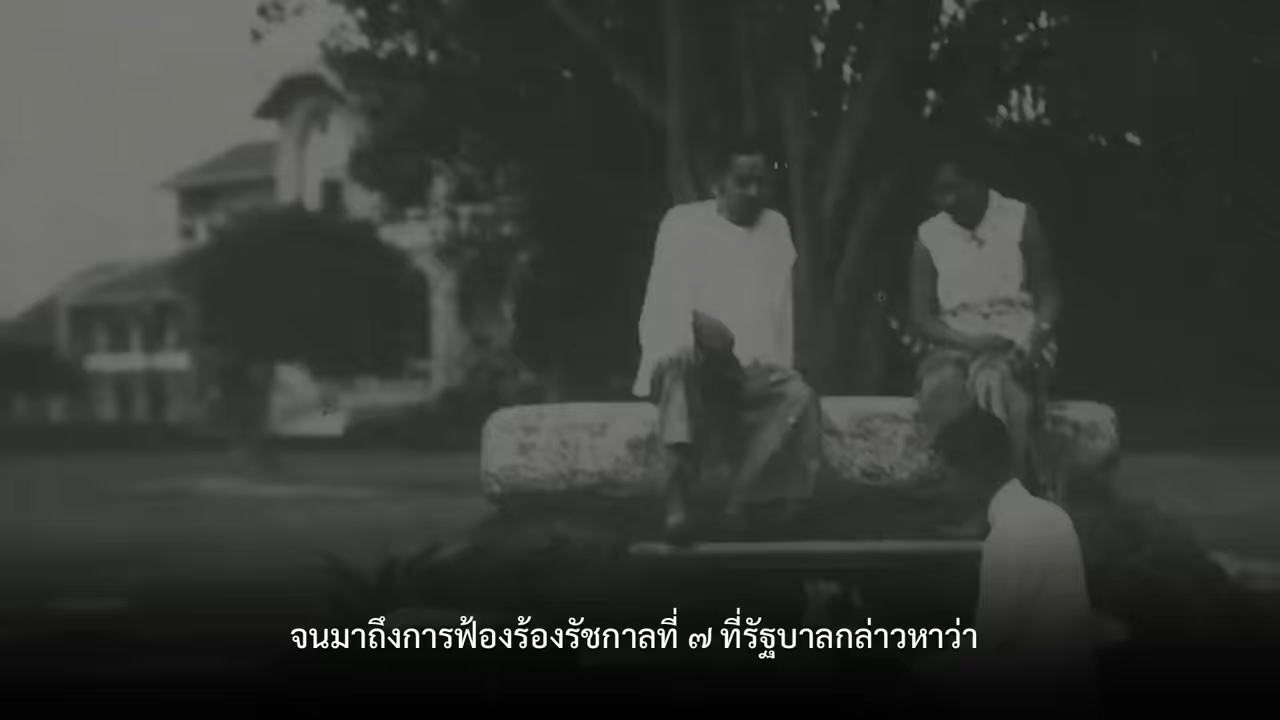 จนมาถึงการฟ้องร้องรัชกาลที่ ๗ ที่รัฐบาลกล่าวหาว่า